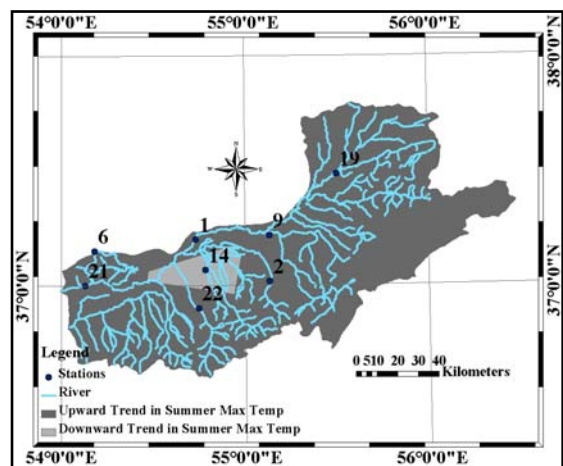 54°0'0"E 55°0'0"E 56°0'0"E
38°0'0"N
37°0'0"N
37°0'0"N
N
W E
S
19
9
1
6
14
2
21
22
Legend
Stations
River
Upward Trend in Summer Max Temp
Downward Trend in Summer Max Temp
0 5 10 20 30 40
Kilometers
54°0'0"E 55°0'0"E 56°0'0"E